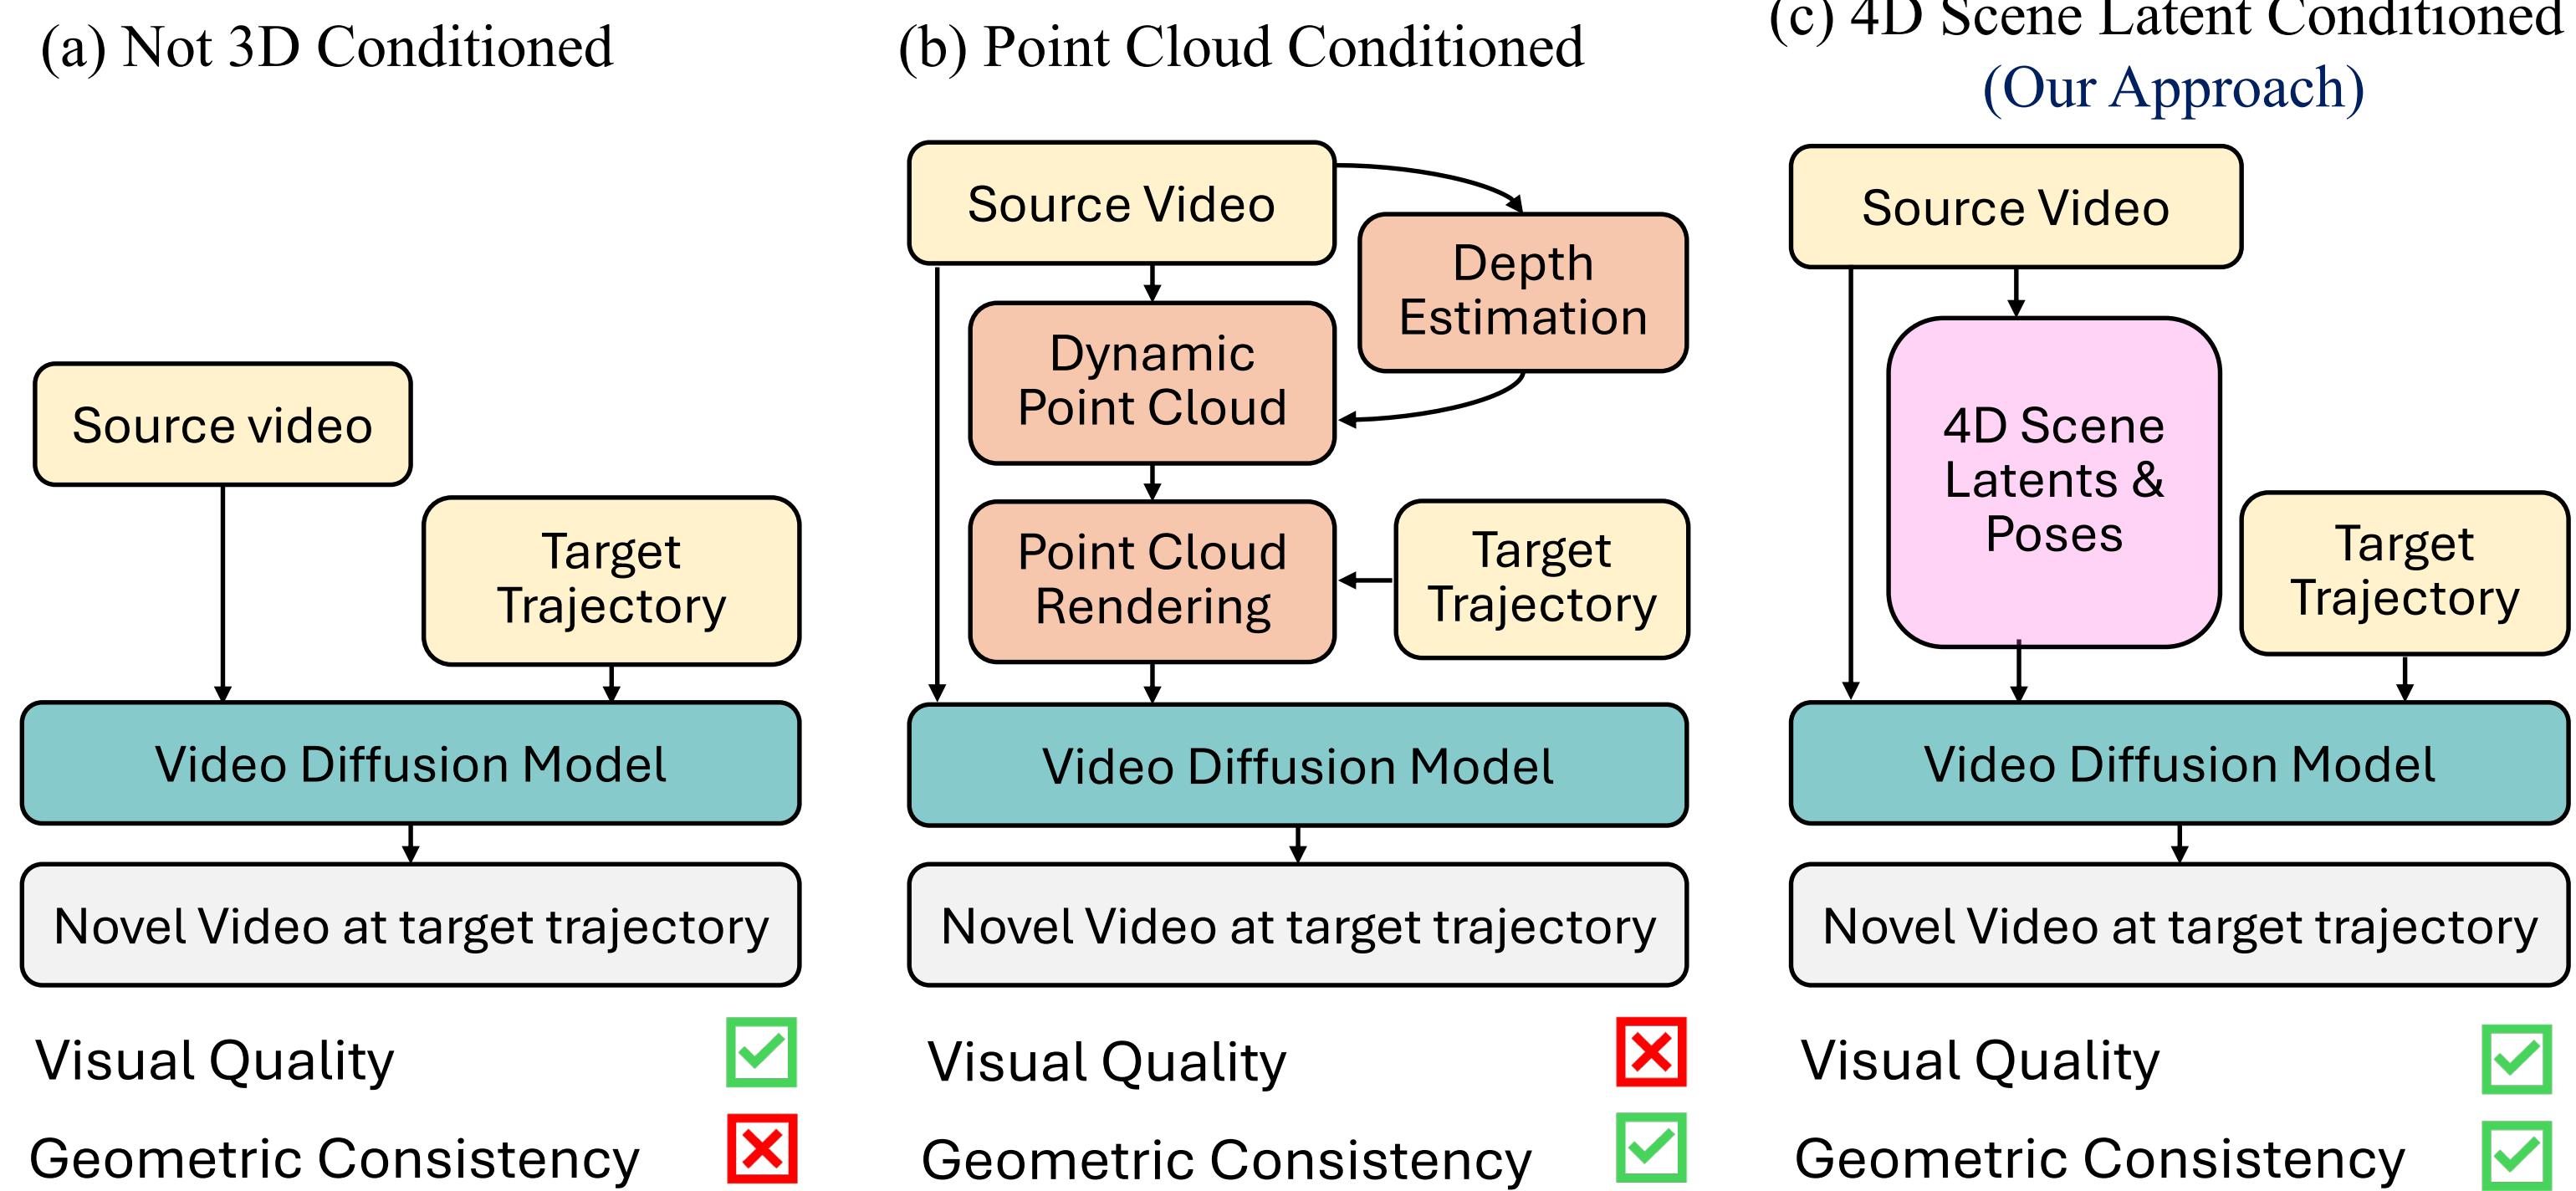 (a) Not 3D Conditioned
Source video
Target
Trajectory
Video Diffusion Model
Novel Video at target trajectory
Visual Quality
Geometric Consistency
(b) Point Cloud Conditioned
Source Video
Depth
Estimation
Dynamic
Point Cloud
Point Cloud
Rendering
Target
Trajectory
Video Diffusion Model
Novel Video at target trajectory
Visual Quality
Geometric Consistency
(c) 4D Scene Latent Conditioned
(Our Approach)
Source Video
4D Scene
Latents &
Poses
Target
Trajectory
Video Diffusion Model
Novel Video at target trajectory
Visual Quality
Geometric Consistency